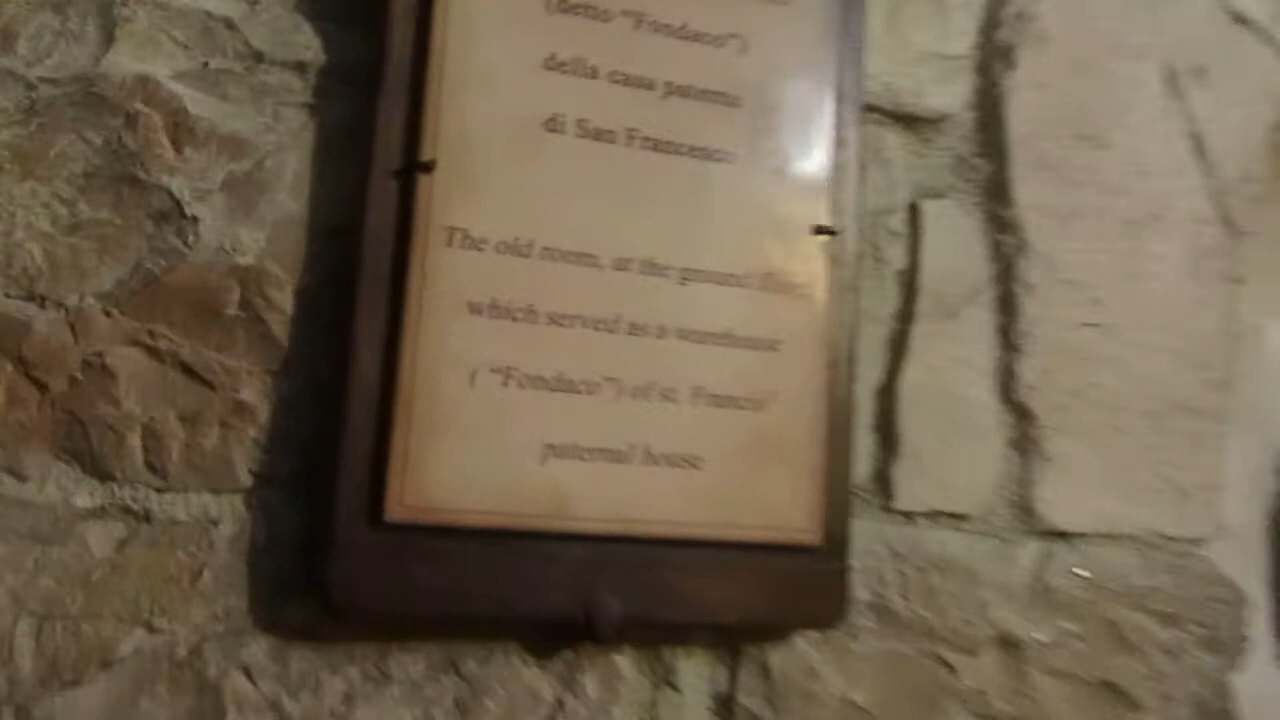 (detto "Fondaco")
della casa paterna
di San Francesco
The old room, at the ground floor,
which served as a warehouse
( "Fondaco") of st. Francis'
paternal house